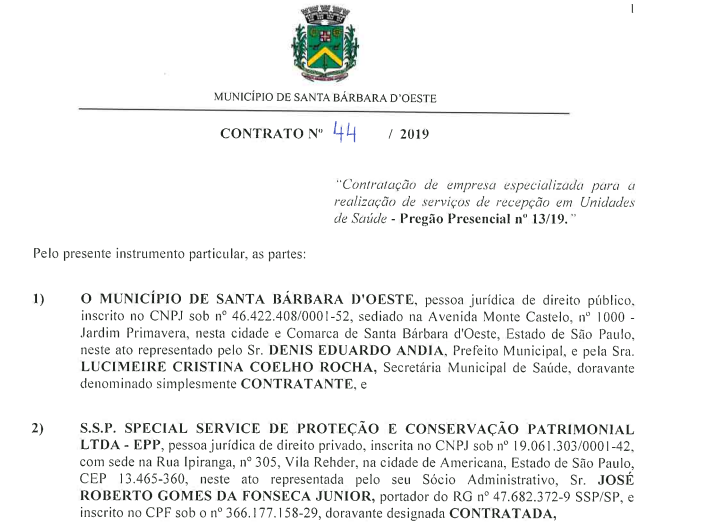 1
MUNICÍPIO DE SANTA BÁRBARA D'OESTE
CONTRATO Nº 44 / 2019
"Contratação de empresa especializada para a
realização de serviços de recepção em Unidades
de Saúde - Pregão Presencial nº 13/19."
Pelo presente instrumento particular, as partes:
1) O MUNICÍPIO DE SANTA BÁRBARA D'OESTE, pessoa jurídica de direito público,
inscrito no CNPJ sob nº 46.422.408/0001-52, sediado na Avenida Monte Castelo, nº 1000 -
Jardim Primavera, nesta cidade e Comarca de Santa Bárbara d'Oeste, Estado de São Paulo,
neste ato representado pelo Sr. DENIS EDUARDO ANDIA, Prefeito Municipal, e pela Sra.
LUCIMEIRE CRISTINA COELHO ROCHA, Secretária Municipal de Saúde, doravante
denominado simplesmente CONTRATANTE, e
2) S.S.P. SPECIAL SERVICE DE PROTEÇÃO E CONSERVAÇÃO PATRIMONIAL
LTDA - EPP, pessoa jurídica de direito privado, inscrita no CNPJ sob nº 19.061.303/0001-42,
com sede na Rua Ipiranga, nº 305, Vila Rehder, na cidade de Americana, Estado de São Paulo,
CEP 13.465-360, neste ato representada pelo seu Sócio Administrativo, Sr. JOSÉ
ROBERTO GOMES DA FONSECA JUNIOR, portador do RG nº 47.682.372-9 SSP/SP, e
inscrito no CPF sob o nº 366.177.158-29, doravante designada CONTRATADA,